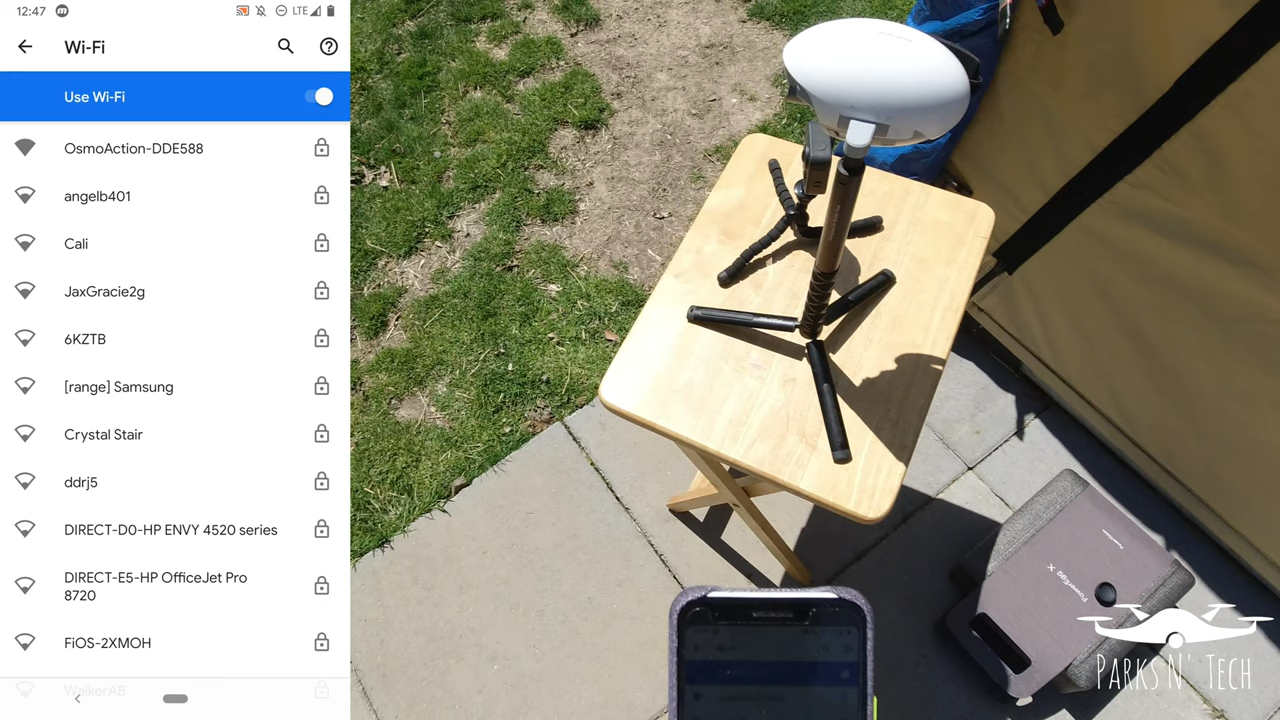 12:47
LTE
Wi-Fi
Use Wi-Fi
OsmoAction-DDE588
angelb401
Cali
JaxGracie2g
6KZTB
[range] Samsung
Crystal Stair
ddrj5
DIRECT-D0-HP ENVY 4520 series
DIRECT-E5-HP OfficeJet Pro
8720
FiOS-2XMOH
WalkerAB
PowerEgg X
PARKS N' TECH